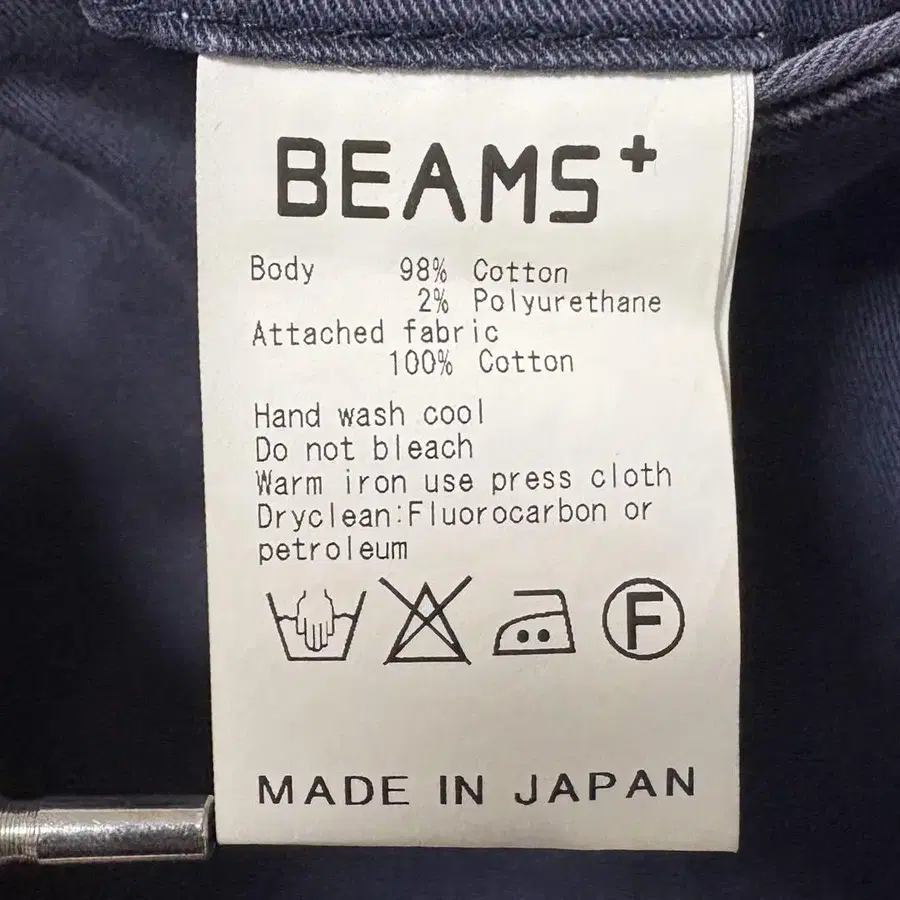 BEAMS+
Body 98% Cotton
2% Polyurethane
Attached fabric
100% Cotton
Hand wash cool
Do not bleach
Warm iron use press cloth
Dryclean:Fluorocarbon or
petroleum
F
MADE IN JAPAN